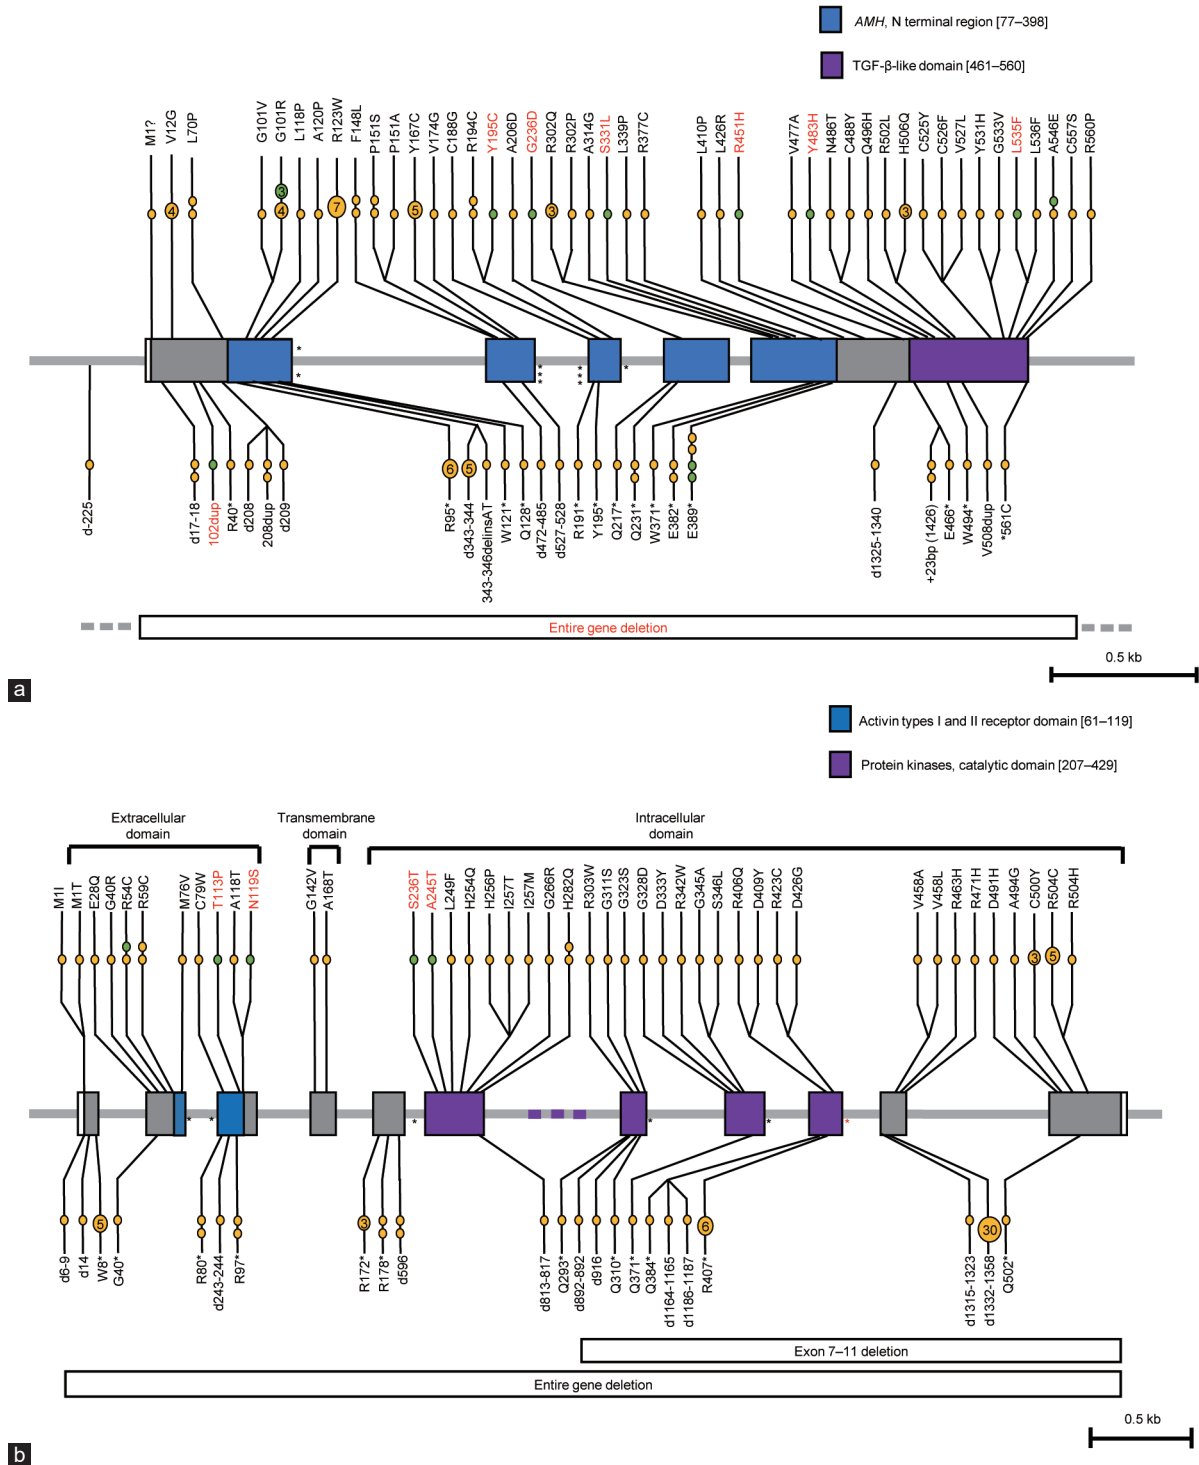 AMH, N terminal region [77–398]
TGF-β-like domain [461–560]
M1?
V12G
L70P
G101V
G101R
L118P
A120P
R123W
F148L
P151S
P151A
Y167C
V174G
C188G
R194C
Y195C
A206D
G236D
R302Q
R302P
A314G
S331L
L339P
R377C
L410P
L426R
R451H
V477A
Y483H
N486T
C488Y
Q496H
R502L
H506Q
C525Y
C526F
V527L
Y531H
G533V
L535F
L536F
A546E
C557S
R560P
3
4
4
7
5
3
3
*
*
***
***
*
6
5
d-225
d17-18
102dup
R40*
d208
208dup
d209
R95*
d343-344
343-346delinsAT
W121*
Q128*
d472-485
d527-528
R191*
Y195*
Q217*
Q231*
W371*
E382*
E389*
d1325-1340
+23bp (1426)
E466*
W494*
V508dup
*561C
Entire gene deletion
0.5 kb
a
Activin types I and II receptor domain [61–119]
Protein kinases, catalytic domain [207–429]
Extracellular
domain
Transmembrane
domain
Intracellular
domain
M1I
M1T
E28Q
G40R
R54C
R59C
M76V
C79W
T113P
A118T
N119S
G142V
A168T
S236T
A245T
L249F
H254Q
H256P
I257T
I257M
G266R
H282Q
R303W
G311S
G323S
G328D
D333Y
R342W
G345A
S346L
R406Q
D409Y
R423C
D426G
V458A
V458L
R463H
R471H
D491H
A494G
C500Y
R504C
R504H
3
5
*
*
*
*
*
*
5
3
6
30
d6-9
d14
W8*
G40*
R80*
d243-244
R97*
R172*
R178*
d596
d813-817
Q293*
d892-892
d916
Q310*
Q371*
Q384*
d1164-1165
d1186-1187
R407*
d1315-1323
d1332-1358
Q502*
Exon 7–11 deletion
Entire gene deletion
0.5 kb
b